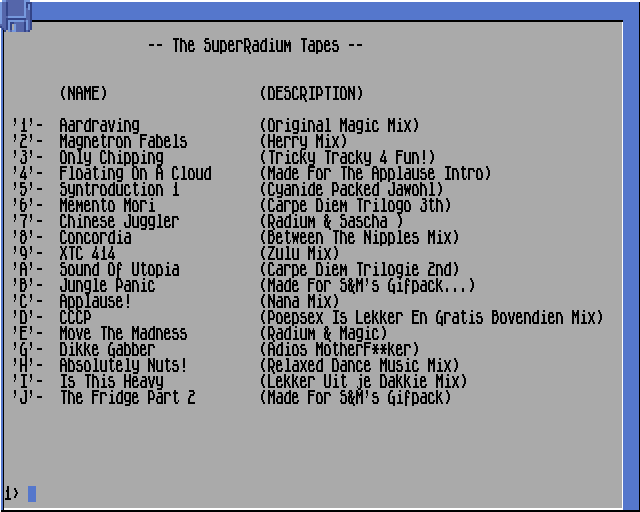 -- The SuperRadium Tapes --
(NAME) (DESCRIPTION)
'1'- Aardraving (Original Magic Mix)
'2'- Magnetron Fabels (Herry Mix)
'3'- Only Chipping (Tricky Tracky 4 Fun!)
'4'- Floating On A Cloud (Made For The Applause Intro)
'5'- Syntroduction 1 (Cyanide Packed Jawohl)
'6'- Memento Mori (Carpe Diem Trilogo 3th)
'7'- Chinese Juggler (Radium & Sascha )
'8'- Concordia (Between The Nipples Mix)
'9'- XTC 414 (Zulu Mix)
'A'- Sound Of Utopia (Carpe Diem Trilogie 2nd)
'B'- Jungle Panic (Made For S&M's Gifpack...)
'C'- Applause! (Nana Mix)
'D'- CCCP (Poepsex Is Lekker En Gratis Bovendien Mix)
'E'- Move The Madness (Radium & Magic)
'G'- Dikke Gabber (Adios MotherF**ker)
'H'- Absolutely Nuts! (Relaxed Dance Music Mix)
'I'- Is This Heavy (Lekker Uit je Dakkie Mix)
'J'- The Fridge Part 2 (Made For S&M's Gifpack)
1>